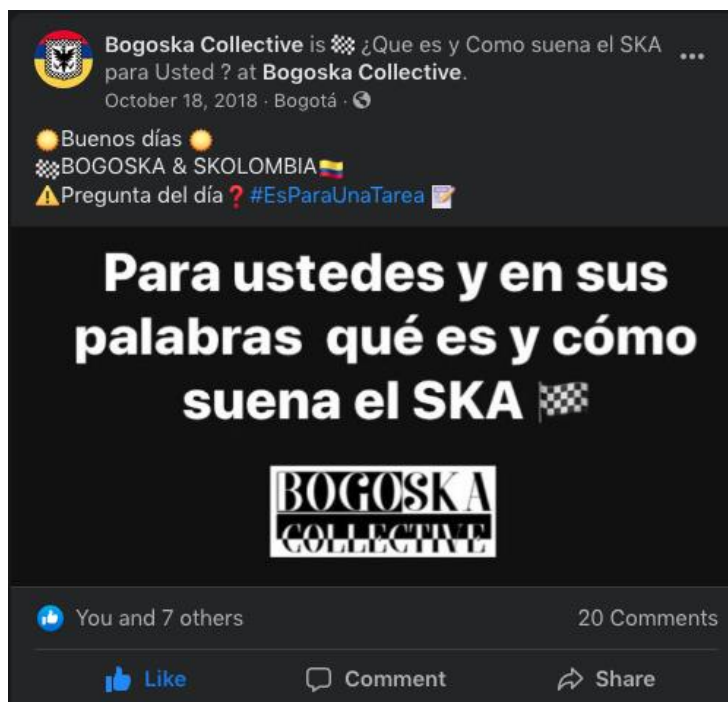 Bogoska Collective is 🏁 ¿Que es y Como suena el SKA
para Usted ? at Bogoska Collective.
October 18, 2018 · Bogotá ·
🌞Buenos días 🌞
🏁BOGOSKA & SKOLOMBIA🇨🇴
⚠️Pregunta del día❓#EsParaUnaTarea 📝
Para ustedes y en sus
palabras qué es y cómo
suena el SKA 🏁
BOGOSKA
COLLECTIVE
You and 7 others
20 Comments
Like
Comment
Share